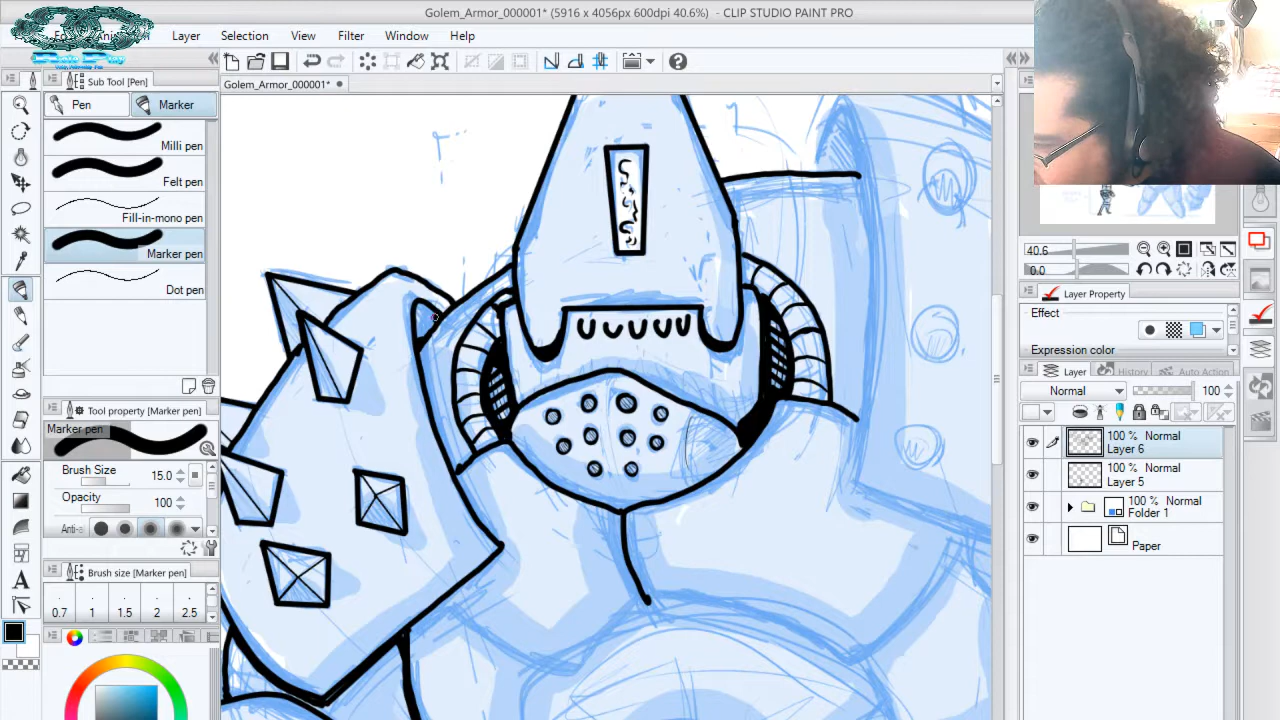 Golem_Armor_000001* (5916 x 4056px 600dpi 40.6%) - CLIP STUDIO PAINT PRO
Layer Selection View Filter Window Help
Sub Tool [Pen]
Golem_Armor_000001*
Pen Marker
Milli pen
Felt pen
Fill-in-mono pen
Marker pen
Dot pen
Tool property [Marker pen]
Marker pen
Brush Size 15.0
Opacity 100
Anti-a
Brush size [Marker pen]
0.7 1 1.5 2 2.5
40.6
0.0
Layer Property
Effect
Expression color
Layer History Auto Action
Normal 100
100 % Normal
Layer 6
100 % Normal
Layer 5
100 % Normal
Folder 1
Paper